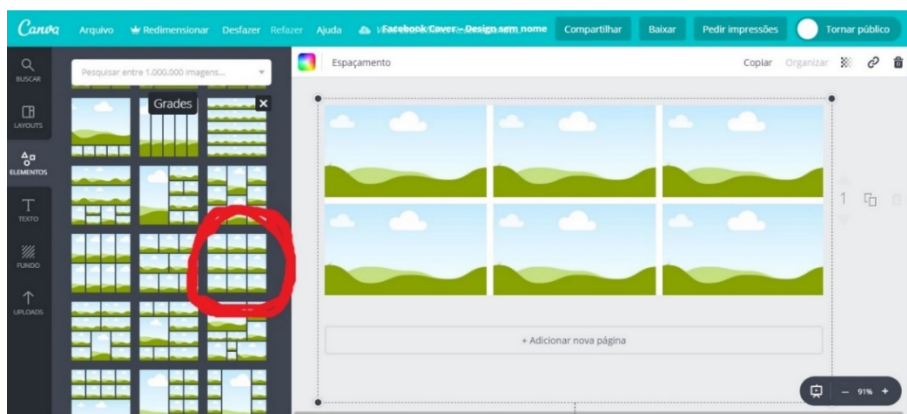 Canva Arquivo Redimensionar Desfazer Refazer Ajuda Facebook Cover - Design sem nome Compartilhar Baixar Pedir impressões Tornar público
BUSCAR
Pesquisar entre 1.000.000 imagens...
Espaçamento Copiar Organizar
Grades
LAYOUTS
ELEMENTOS
TEXTO
1
FUNDO
UPLOADS
+ Adicionar nova página
– 91% +